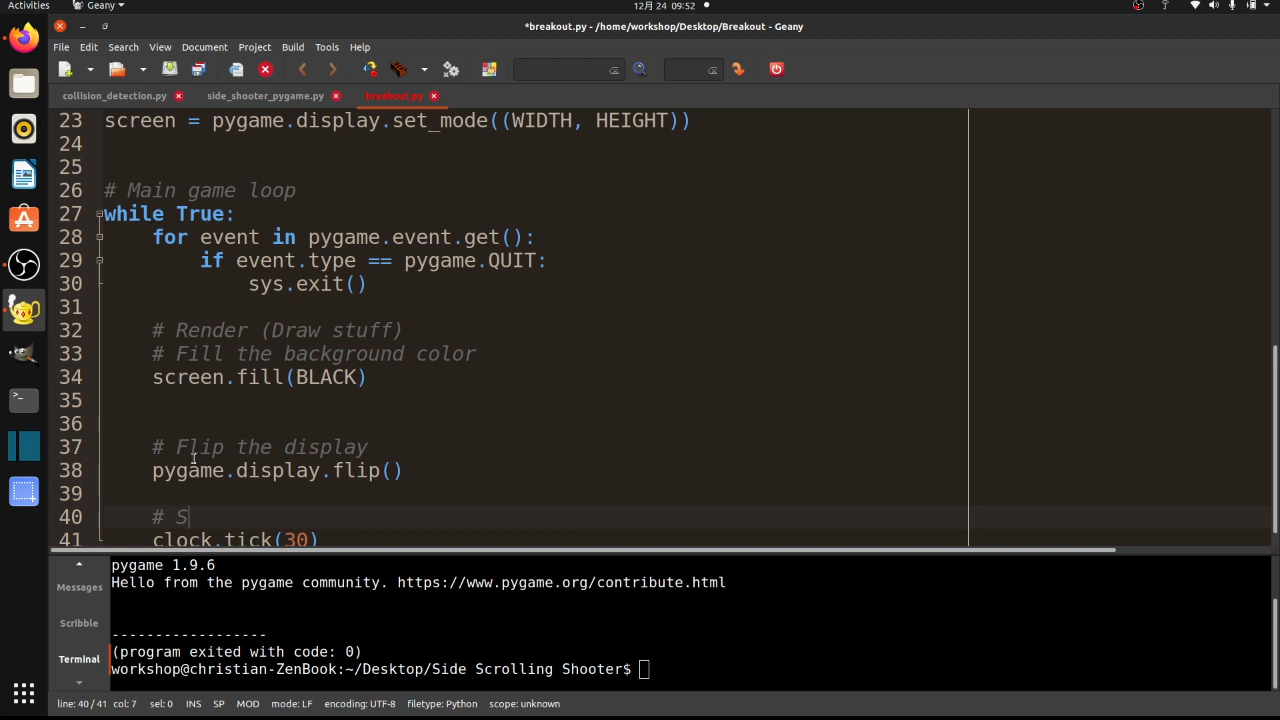 Activities Geany 12月 24 09:52
*breakout.py - /home/workshop/Desktop/Breakout - Geany
File Edit Search View Document Project Build Tools Help
collision_detection.py side_shooter_pygame.py breakout.py
23 screen = pygame.display.set_mode((WIDTH, HEIGHT))
24
25
26 # Main game loop
27 while True:
28 for event in pygame.event.get():
29 if event.type == pygame.QUIT:
30 sys.exit()
31
32 # Render (Draw stuff)
33 # Fill the background color
34 screen.fill(BLACK)
35
36
37 # Flip the display
38 pygame.display.flip()
39
40 # S
41 clock.tick(30)
pygame 1.9.6
Messages
Hello from the pygame community. https://www.pygame.org/contribute.html
Scribble
------------------
(program exited with code: 0)
Terminal
workshop@christian-ZenBook:~/Desktop/Side Scrolling Shooter$
line: 40 / 41 col: 7 sel: 0 INS SP MOD mode: LF encoding: UTF-8 filetype: Python scope: unknown